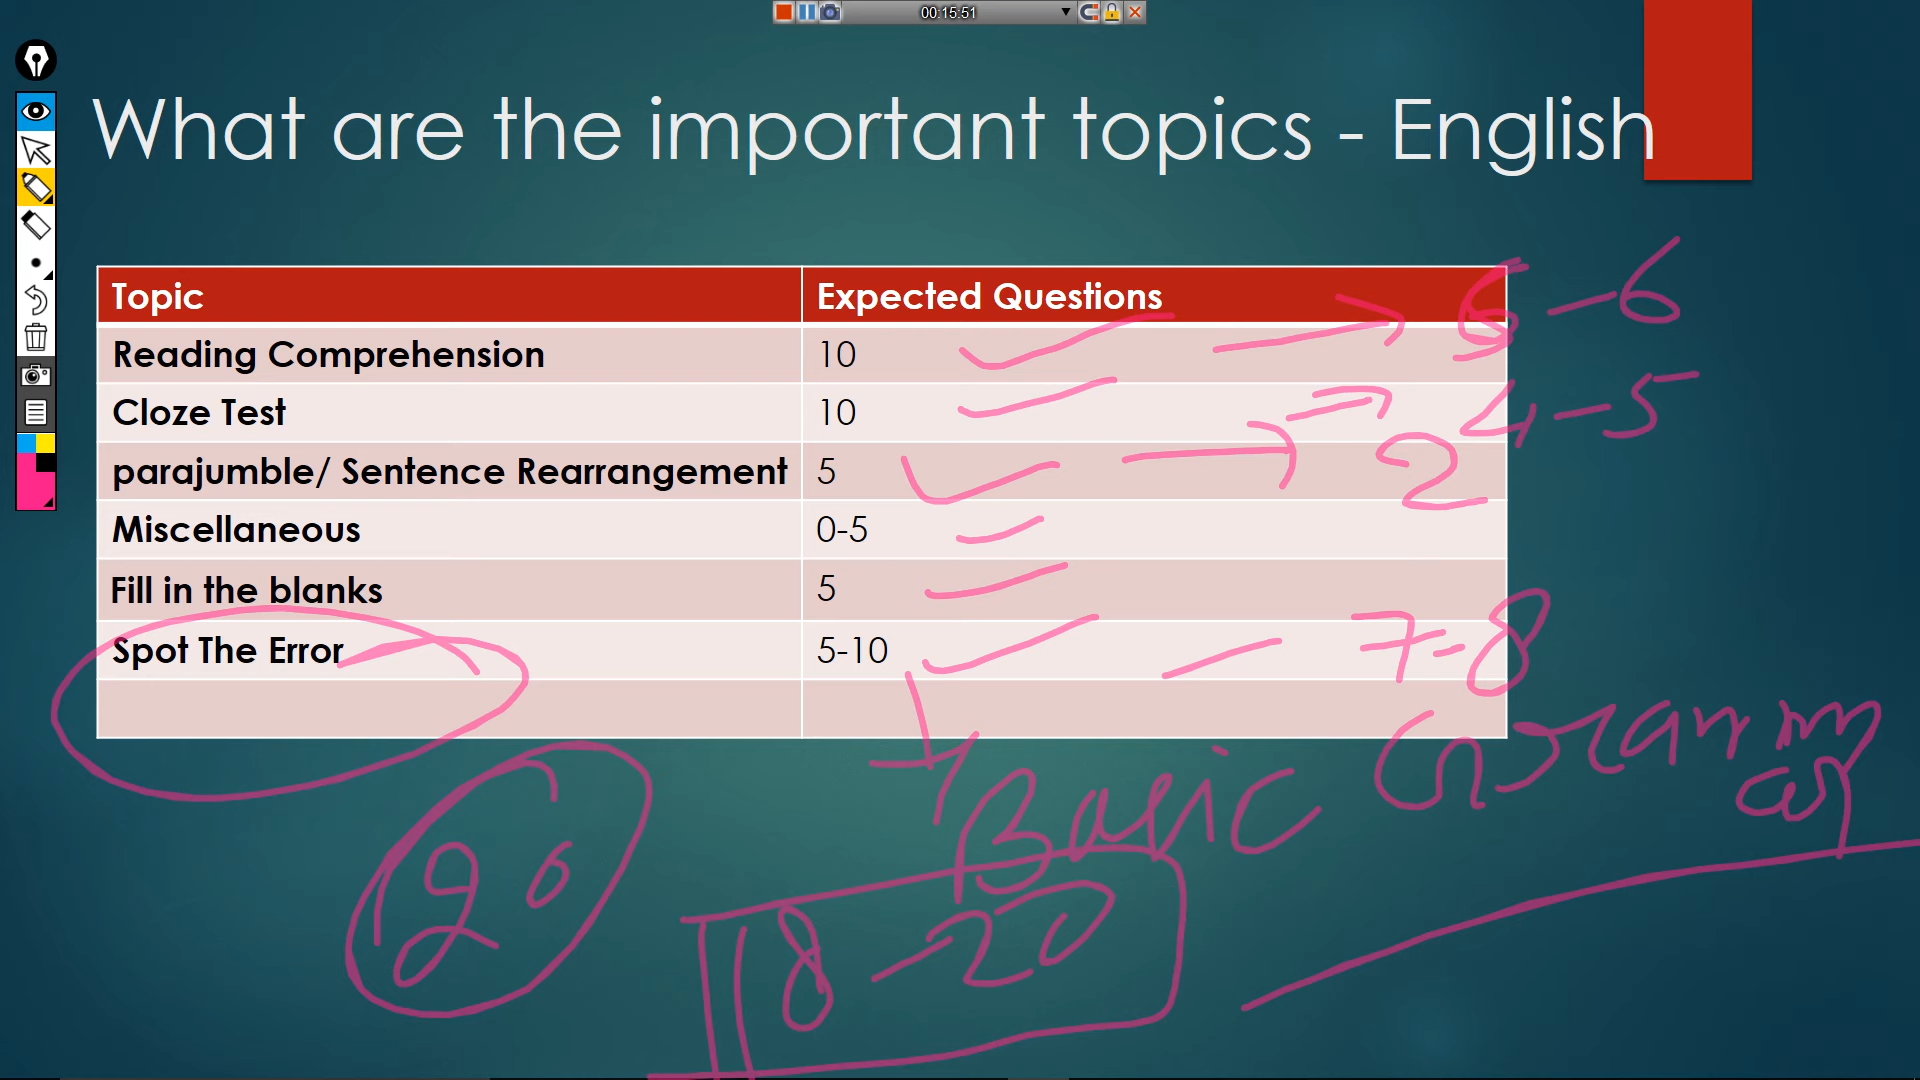 00:15:51
What are the important topics - English
Topic Expected Questions
Reading Comprehension 10
5-6
Cloze Test 10
4-5
parajumble/ Sentence Rearrangement 5
2
Miscellaneous 0-5
Fill in the blanks 5
Spot The Error 5-10
7-8
Basic Grammar
20
18-20